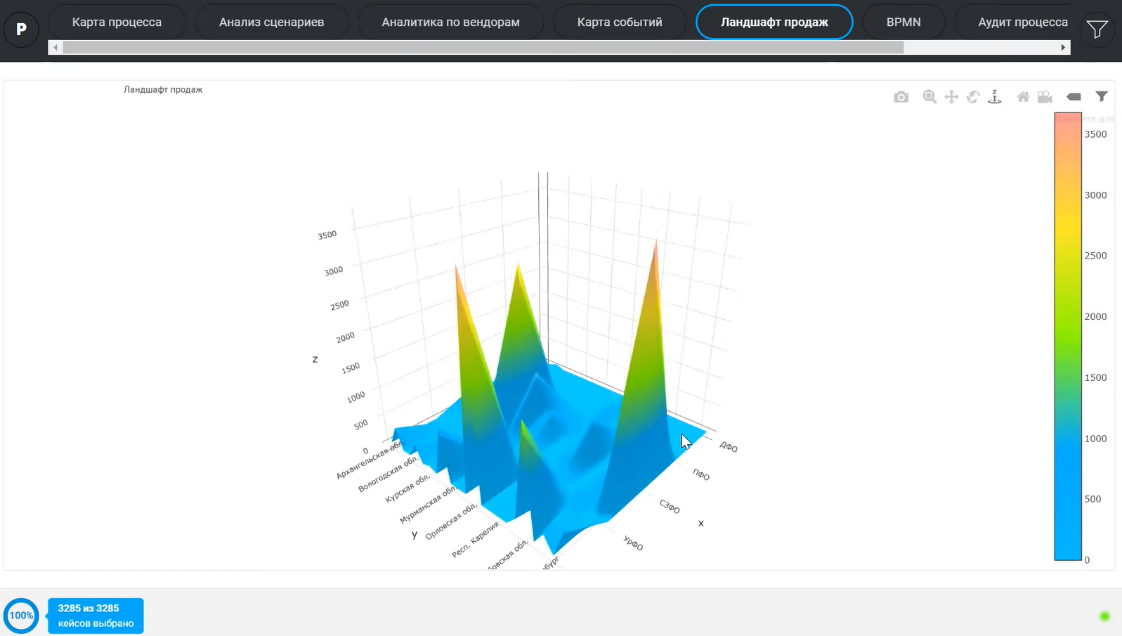 P
Карта процесса
Анализ сценариев
Аналитика по вендорам
Карта событий
Ландшафт продаж
BPMN
Аудит процесса
Ландшафт продаж
z
3500
3000
2500
2000
1500
1000
500
0
3500
3000
2500
2000
1500
1000
500
0
z
Архангельская обл.
Вологодская обл.
Курская обл.
Мурманская обл.
Орловская обл.
Респ. Карелия
y
ДФО
ПФО
СЗФО
УрФО
x
100%
3285 из 3285
кейсов выбрано